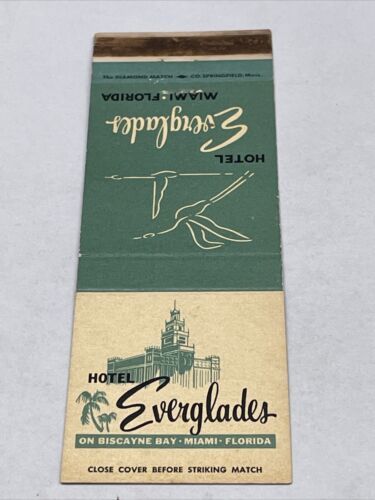 The DIAMOND MATCH CO. SPRINGFIELD, Mass.
HOTEL
Everglades
MIAMI·FLORIDA
HOTEL
Everglades
ON BISCAYNE BAY · MIAMI · FLORIDA
CLOSE COVER BEFORE STRIKING MATCH